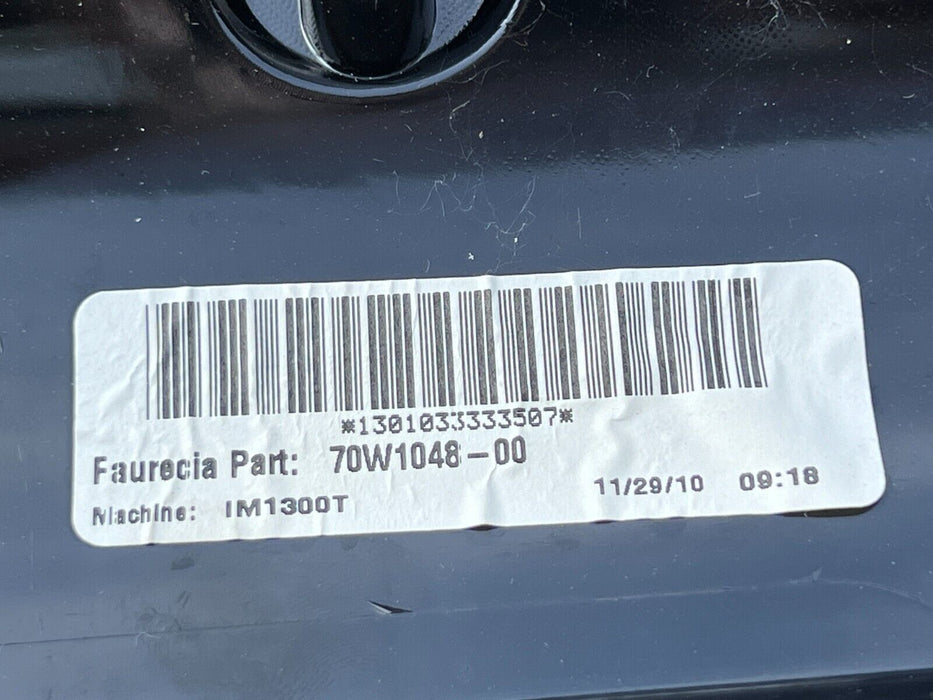 *1301033333507*
Faurecia Part: 70W1048-00
Machine: IM1300T 11/29/10 09:18